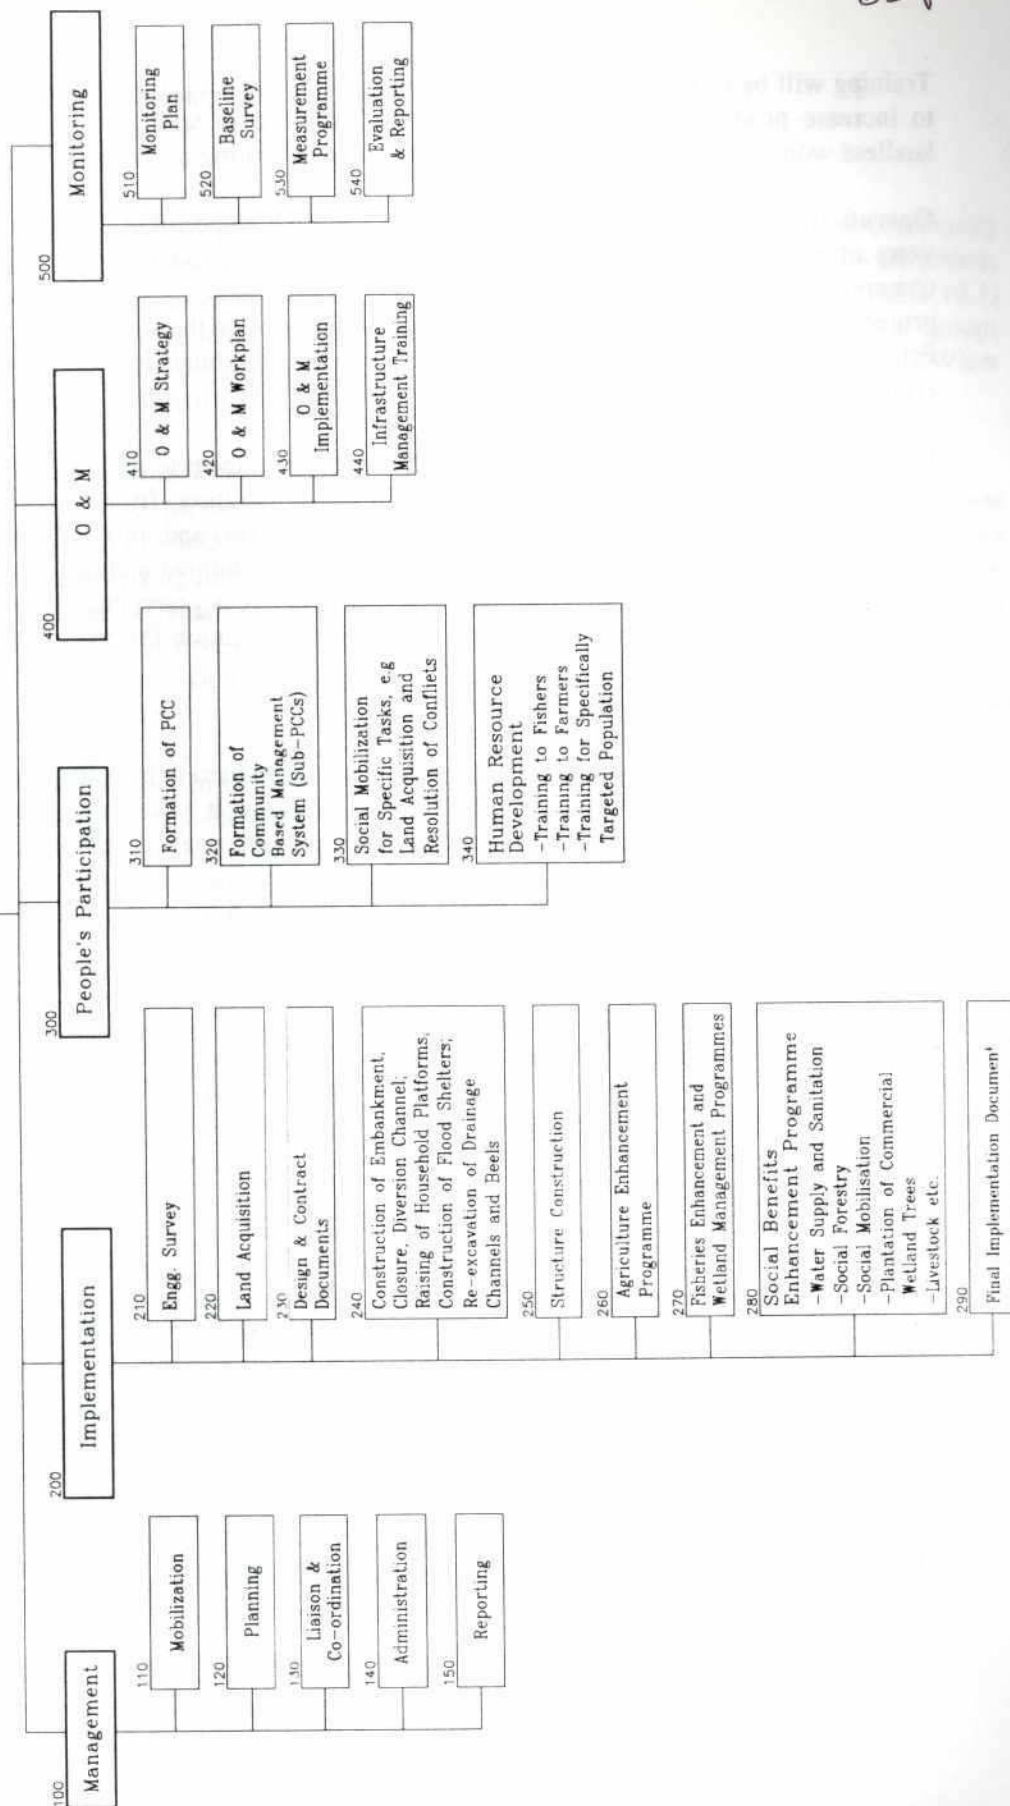 100
Management
110
Mobilization
120
Planning
130
Liaison &
Co-ordination
140
Administration
150
Reporting
200
Implementation
210
Engg. Survey
220
Land Acquisition
230
Design & Contract
Documents
240
Construction of Embankment,
Closure, Diversion Channel;
Raising of Household Platforms;
Construction of Flood Shelters;
Re-excavation of Drainage
Channels and Beels
250
Structure Construction
260
Agriculture Enhancement
Programme
270
Fisheries Enhancement and
Wetland Management Programmes
280
Social Benefits
Enhancement Programme
-Water Supply and Sanitation
-Social Forestry
-Social Mobilisation
-Plantation of Commercial
Wetland Trees
-Livestock etc.
290
Final Implementation Documen
300
People's Participation
310
Formation of PCC
320
Formation of
Community
Based Management
System (Sub-PCCs)
330
Social Mobilization
for Specific Tasks, e.g
Land Acquisition and
Resolution of Confliets
340
Human Resource
Development
-Training to Fishers
-Training to Farmers
-Training for Specifically
Targeted Population
400
O & M
410
O & M Strategy
420
O & M Workplan
430
O & M
Implementation
440
Infrastructure
Management Training
500
Monitoring
510
Monitoring
Plan
520
Baseline
Survey
530
Measurement
Programme
540
Evaluation
& Reporting
Training will be
to increase
landless